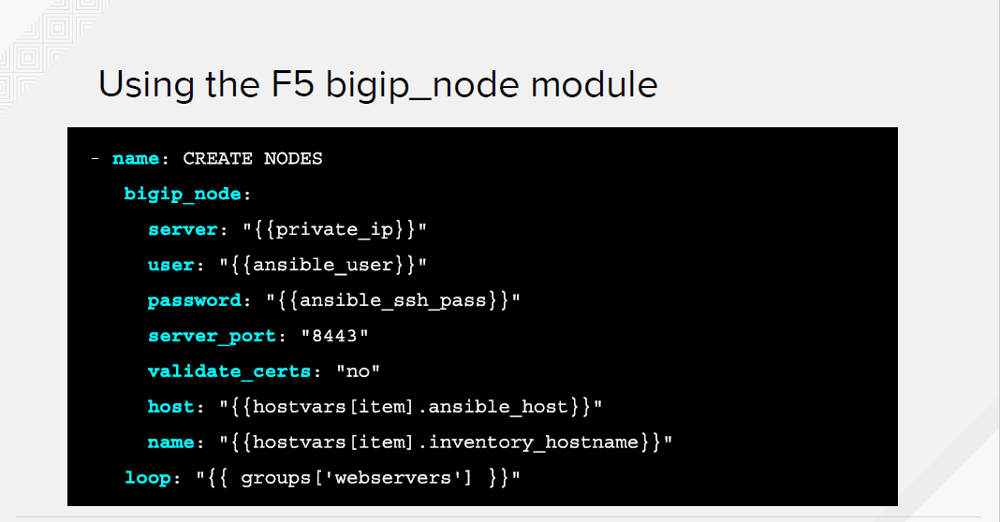 Using the F5 bigip_node module
- name: CREATE NODES
bigip_node:
server: "{{private_ip}}"
user: "{{ansible_user}}"
password: "{{ansible_ssh_pass}}"
server_port: "8443"
validate_certs: "no"
host: "{{hostvars[item].ansible_host}}"
name: "{{hostvars[item].inventory_hostname}}"
loop: "{{ groups['webservers'] }}"